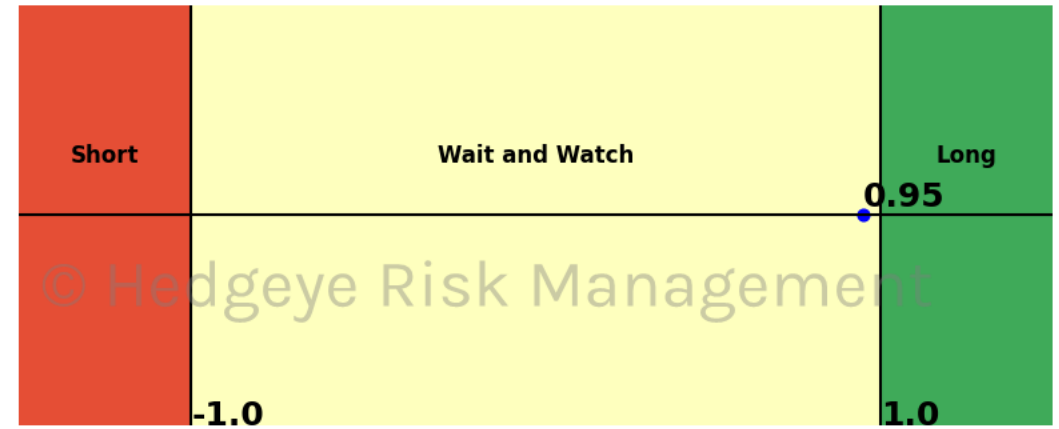 Short
Wait and Watch
Long
0.95
© Hedgeye Risk Management
-1.0
1.0